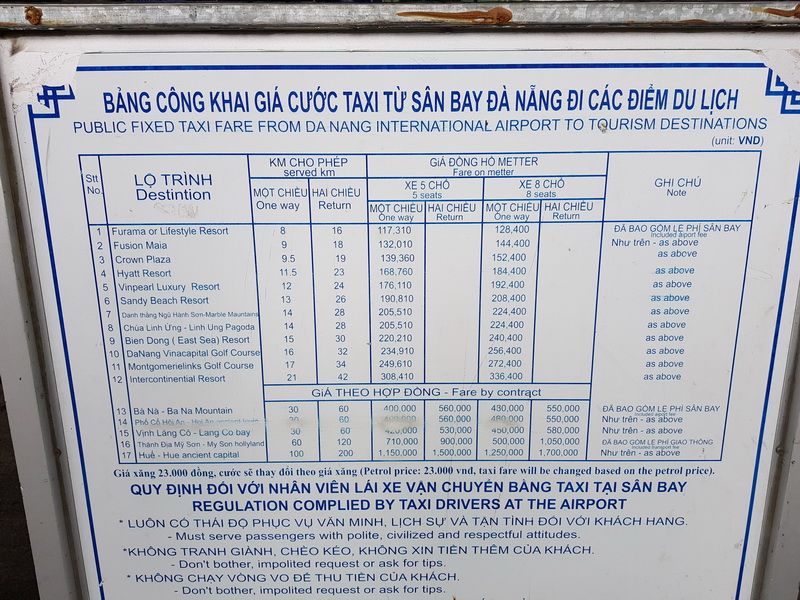 BẢNG CÔNG KHAI GIÁ CƯỚC TAXI TỪ SÂN BAY ĐÀ NẴNG ĐI CÁC ĐIỂM DU LỊCH
PUBLIC FIXED TAXI FARE FROM DA NANG INTERNATIONAL AIRPORT TO TOURISM DESTINATIONS
(unit: VND)
Stt No. LỘ TRÌNH Destintion KM CHO PHÉP served km GIÁ ĐỒNG HỒ METTER Fare on metter GHI CHÚ Note
XE 5 CHỖ 5 seats XE 8 CHỖ 8 seats
MỘT CHIỀU One way HAI CHIỀU Return MỘT CHIỀU One way HAI CHIỀU Return MỘT CHIỀU One way HAI CHIỀU Return
1 Furama or Lifestyle Resort 8 16 117,310 128,400 ĐÃ BAO GỒM LỆ PHÍ SÂN BAY Included aiport fee
2 Fusion Maia 9 18 132,010 144,400 Như trên - as above
3 Crown Plaza 9.5 19 139,360 152,400 as above
4 Hyatt Resort 11.5 23 168,760 184,400 as above
5 Vinpearl Luxury Resort 12 24 176,110 192,400 as above
6 Sandy Beach Resort 13 26 190,810 208,400 as above
7 Danh thắng Ngũ Hành Sơn-Marble Mountains 14 28 205,510 224,400 as above
8 Chùa Linh Ứng - Linh Ung Pagoda 14 28 205,510 224,400 as above
9 Bien Dong ( East Sea) Resort 15 30 220,210 240,400 as above
10 DaNang Vinacapital Golf Course 16 32 234,910 256,400 as above
11 Montgomerielinks Golf Course 17 34 249,610 272,400 as above
12 Intercontinential Resort 21 42 308,410 336,400 as above
GIÁ THEO HỢP ĐỒNG - Fare by contract
13 Bà Nà - Ba Na Mountain 30 60 400,000 560,000 430,000 550,000 ĐÃ BAO GỒM LỆ PHÍ SÂN BAY Included aiport fee
14 Phố Cổ Hội An - Hoi An 30 60 560,000 480,000 580,000 Như trên - as above
15 Vịnh Lăng Cô - Lang Co bay 30 60 420,000 530,000 450,000 580,000 Như trên - as above
16 Thánh Địa Mỹ Sơn - My Son hollyland 60 120 710,000 900,000 500,000 1,050,000 ĐÃ BAO GỒM LỆ PHÍ GIAO THÔNG Included transport fee
17 Huế - Hue ancient capital 100 200 1,150,000 1,500,000 1,250,000 1,700,000 Như trên - as above
Giá xăng 23.000 đồng, cước sẽ thay đổi theo giá xăng (Petrol price: 23.000 vnd, taxi fare will be changed based on the petrol price).
QUY ĐỊNH ĐỐI VỚI NHÂN VIÊN LÁI XE VẬN CHUYỂN BẰNG TAXI TẠI SÂN BAY
REGULATION COMPLIED BY TAXI DRIVERS AT THE AIRPORT
* LUÔN CÓ THÁI ĐỘ PHỤC VỤ VĂN MINH, LỊCH SỰ VÀ TẬN TÌNH ĐỐI VỚI KHÁCH HÀNG.
- Must serve passengers with polite, civilized and respectful attitudes.
*KHÔNG TRANH GIÀNH, CHÈO KÉO, KHÔNG XIN TIỀN THÊM CỦA KHÁCH.
- Don't bother, impolited request or ask for tips.
* KHÔNG CHẠY VÒNG VO ĐỂ THU TIỀN CỦA KHÁCH.
- Don't bother, impolited request or ask for tips.